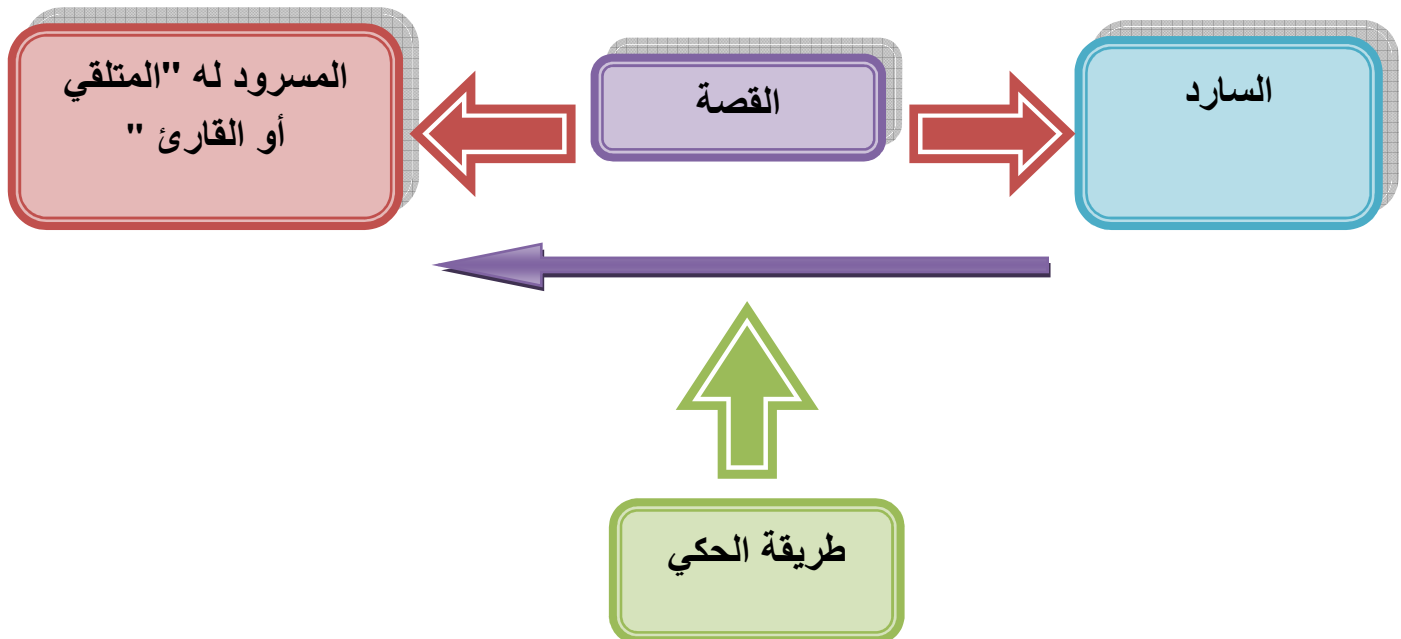 السارد
القصة
المسرود له "المتلقي
أو القارئ "
طريقة الحكي